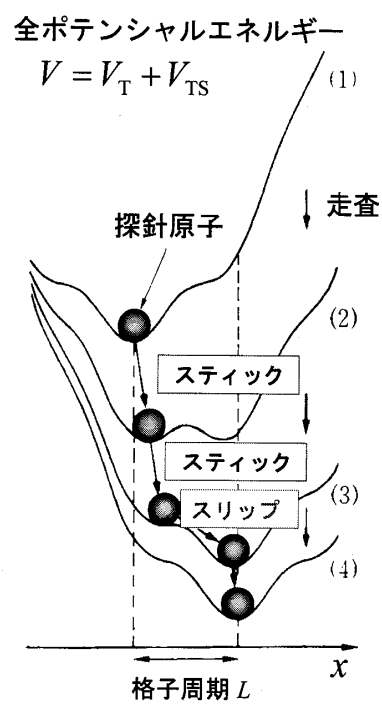 全ポテンシャルエネルギー
V = V_T + V_TS
(1)
走査
探針原子
(2)
スティック
スティック
スリップ
(3)
(4)
x
格子周期 L